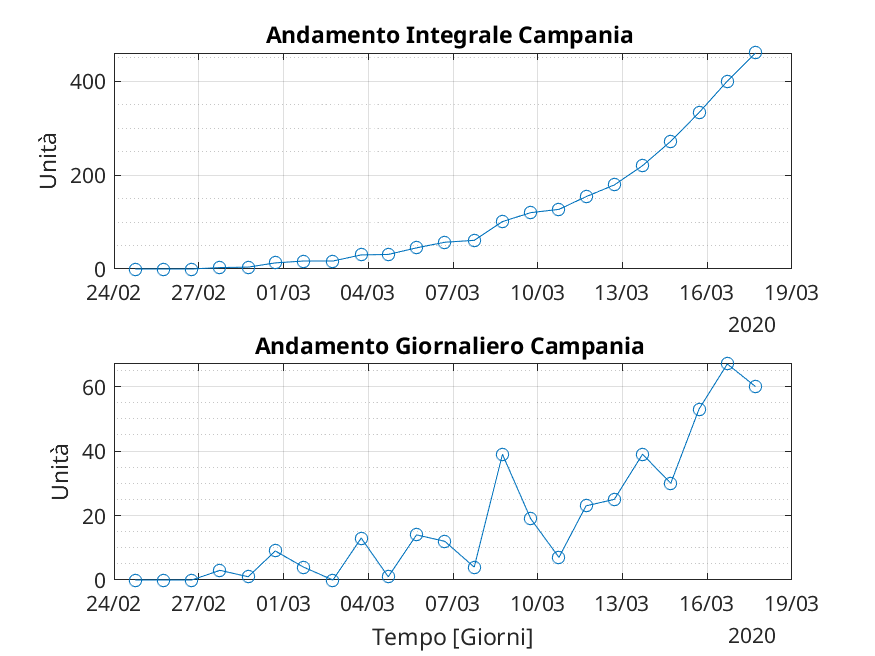 Andamento Integrale Campania
Unità
400
200
0
24/02 27/02 01/03 04/03 07/03 10/03 13/03 16/03 19/03
2020
Andamento Giornaliero Campania
Unità
60
40
20
0
24/02 27/02 01/03 04/03 07/03 10/03 13/03 16/03 19/03
Tempo [Giorni] 2020